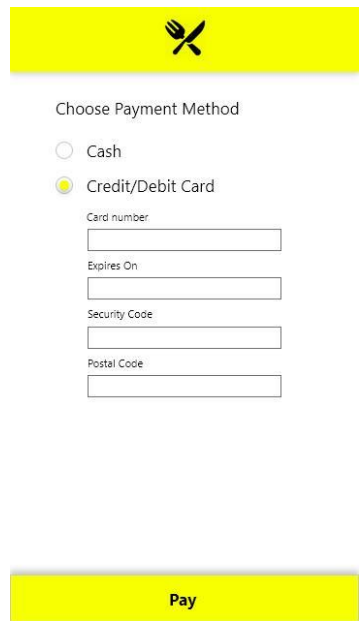 Choose Payment Method
Cash
Credit/Debit Card
Card number
Expires On
Security Code
Postal Code
Pay